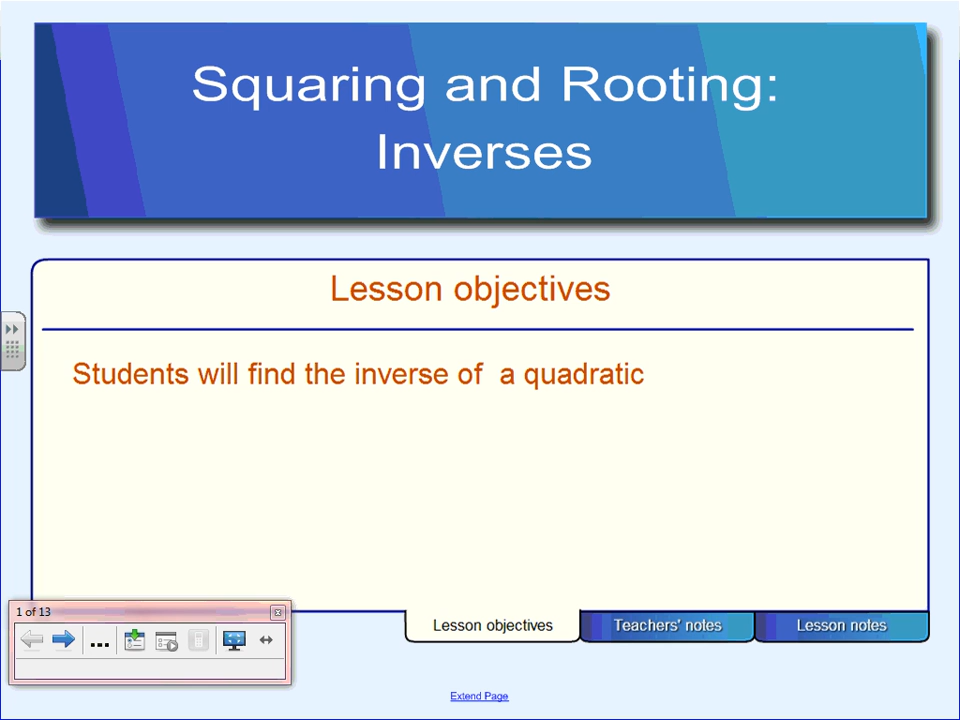 Squaring and Rooting:
Inverses
Lesson objectives
Students will find the inverse of  a quadratic
1 of 13
...
Lesson objectives
Teachers' notes
Lesson notes
Extend Page